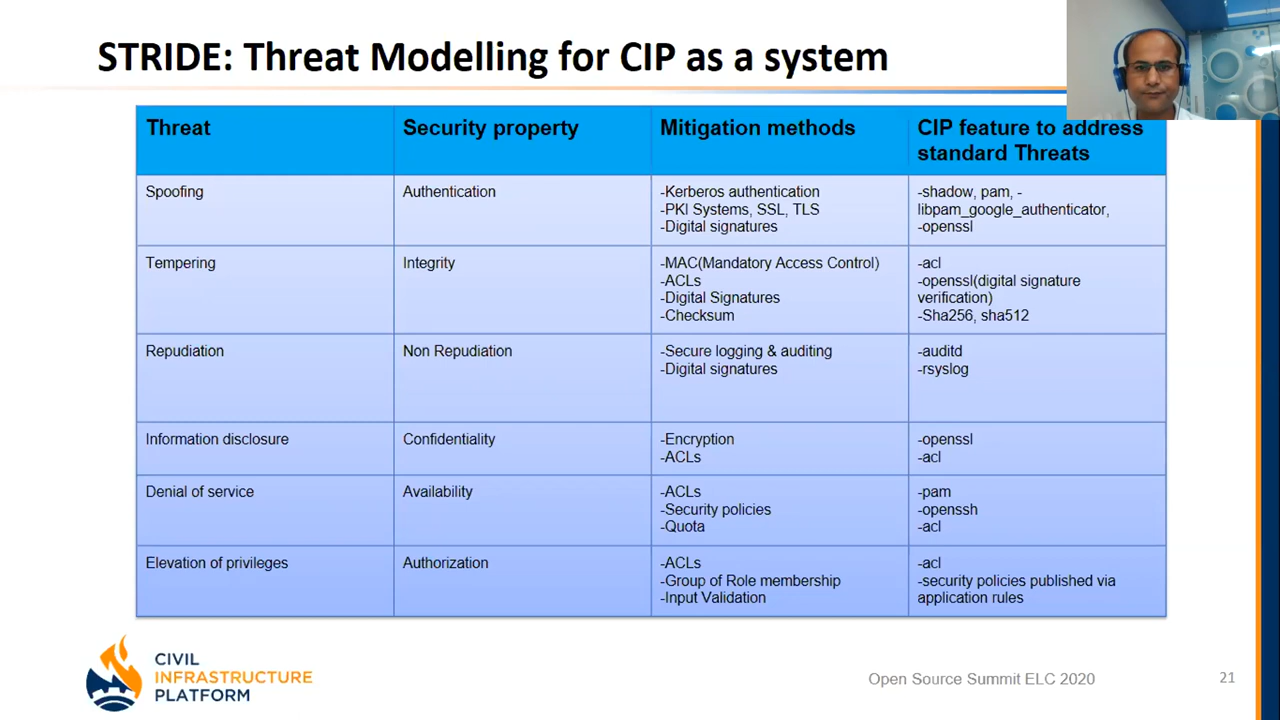 STRIDE: Threat Modelling for CIP as a system
Threat
Security property
Mitigation methods
CIP feature to address
standard Threats
Spoofing
Authentication
-Kerberos authentication
-PKI Systems, SSL, TLS
-Digital signatures
-shadow, pam, -
libpam_google_authenticator,
-openssl
Tempering
Integrity
-MAC(Mandatory Access Control)
-ACLs
-Digital Signatures
-Checksum
-acl
-openssl(digital signature
verification)
-Sha256, sha512
Repudiation
Non Repudiation
-Secure logging & auditing
-Digital signatures
-auditd
-rsyslog
Information disclosure
Confidentiality
-Encryption
-ACLs
-openssl
-acl
Denial of service
Availability
-ACLs
-Security policies
-Quota
-pam
-openssh
-acl
Elevation of privileges
Authorization
-ACLs
-Group of Role membership
-Input Validation
-acl
-security policies published via
application rules
CIVIL
INFRASTRUCTURE
PLATFORM
Open Source Summit ELC 2020
21